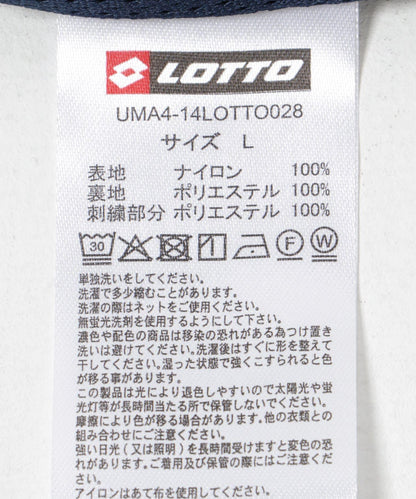 LOTTO
UMA4-14LOTTO028
サイズ L
表地 ナイロン 100%
裏地 ポリエステル 100%
刺繍部分 ポリエステル 100%
30 F W
単独洗いをしてください。
洗濯で多少縮むことがあります。
洗濯の際はネットをご使用ください。
無蛍光洗剤を使用するようにして下さい。
濃色や配色の商品は移染の恐れがある為つけ置き
洗いは避けてください。洗濯後はすぐに形を整えて
干してください。湿った状態で強くこすられると色
が移る事があります。
この製品は光により退色しやすいので太陽光や蛍
光灯等が長時間当たる所で保管しないでください。
摩擦により色が移る場合があります。他の衣類との
組み合わせにご注意ください。
強い日光(又は照明)を長時間受けますと変色の恐
れがあります。ご着用及び保管の際にはご注意くだ
さい。
アイロンはあて布を使用してください。